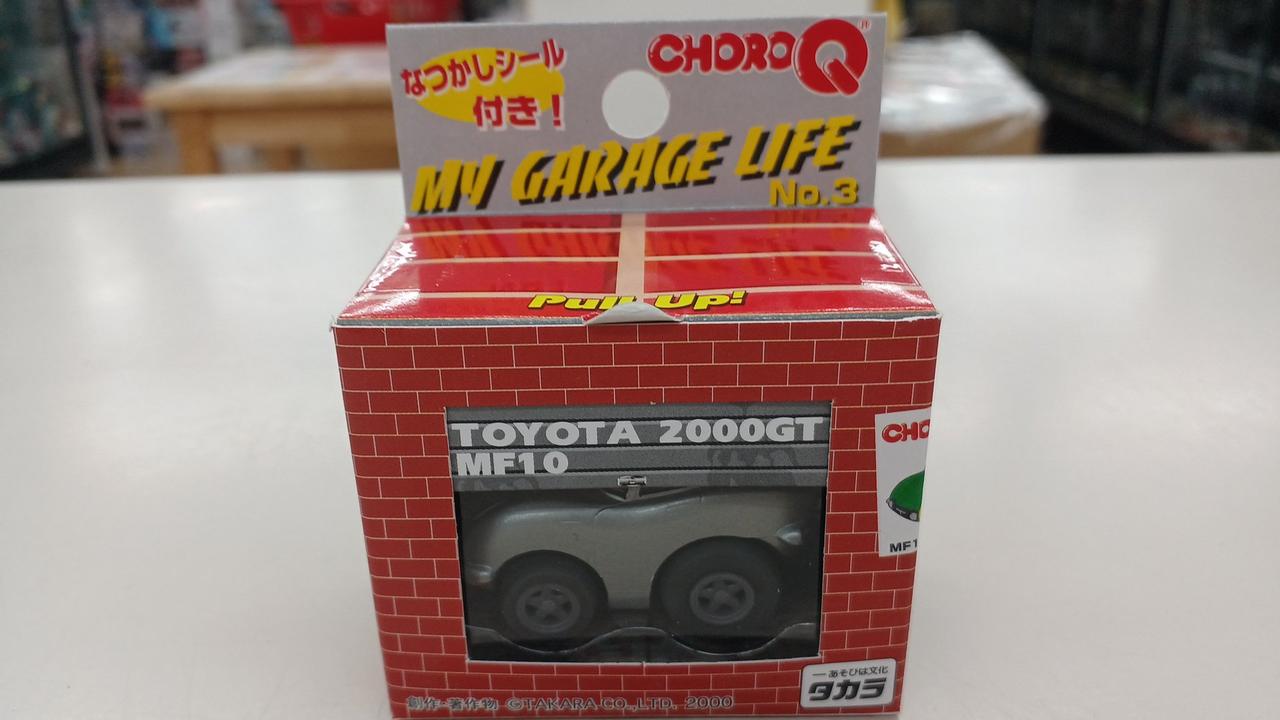 なつかしシール
付き!
CHOROQ
MY GARAGE LIFE
No.3
Pull Up!
TOYOTA 2000GT
MF10
CHO
MF1
あそびは文化
タカラ
創作・著作物 ©TAKARA CO.,LTD. 2000